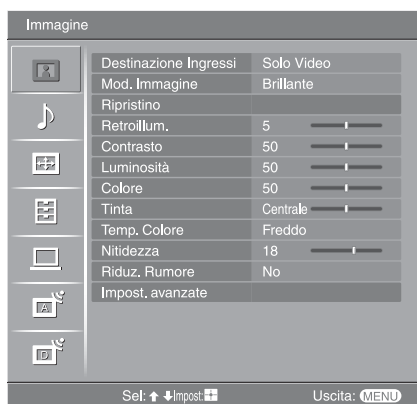 Immagine
Destinazione Ingressi Solo Video
Mod. Immagine Brillante
Ripristino
Retroillum. 5
Contrasto 50
Luminosità 50
Colore 50
Tinta Centrale
Temp. Colore Freddo
Nitidezza 18
Riduz. Rumore No
Impost. avanzate
A
D
Sel: Impost: Uscita: MENU